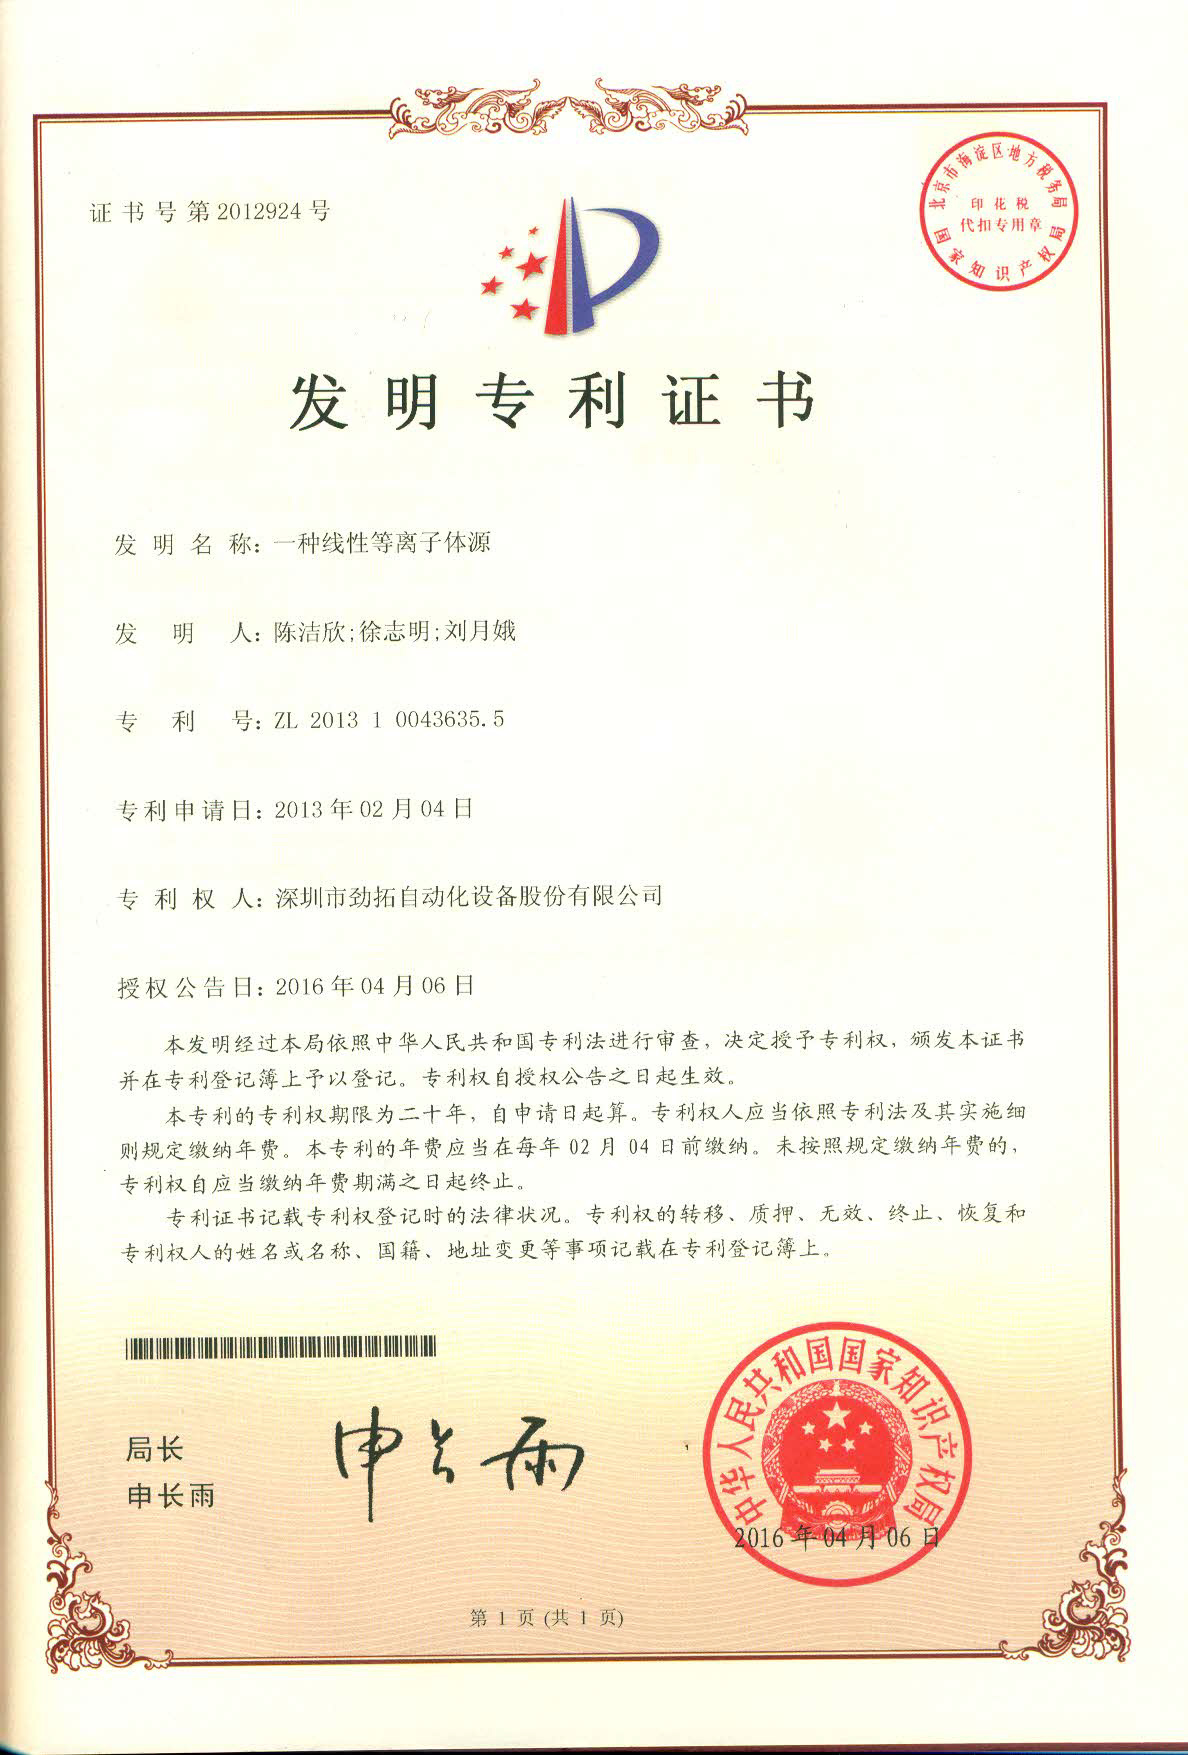 证书号第2012924号
北京市海淀区地方税务局
印花税
代扣专用章
国家知识产权局
发明专利证书
发明名称：一种线性等离子体源
发明人：陈洁欣;徐志明;刘月娥
专利号：ZL 2013 1 0043635.5
专利申请日：2013年02月04日
专利权人：深圳市劲拓自动化设备股份有限公司
授权公告日：2016年04月06日
本发明经过本局依照中华人民共和国专利法进行审查，决定授予专利权，颁发本证书
并在专利登记簿上予以登记。专利权自授权公告之日起生效。
本专利的专利权期限为二十年，自申请日起算。专利权人应当依照专利法及其实施细
则规定缴纳年费。本专利的年费应当在每年02月04日前缴纳。未按照规定缴纳年费的，
专利权自应当缴纳年费期满之日起终止。
专利证书记载专利权登记时的法律状况。专利权的转移、质押、无效、终止、恢复和
专利权人的姓名或名称、国籍、地址变更等事项记载在专利登记簿上。
局长
申长雨
申长雨
中华人民共和国国家知识产权局
2016年04月06日
第1页(共1页)